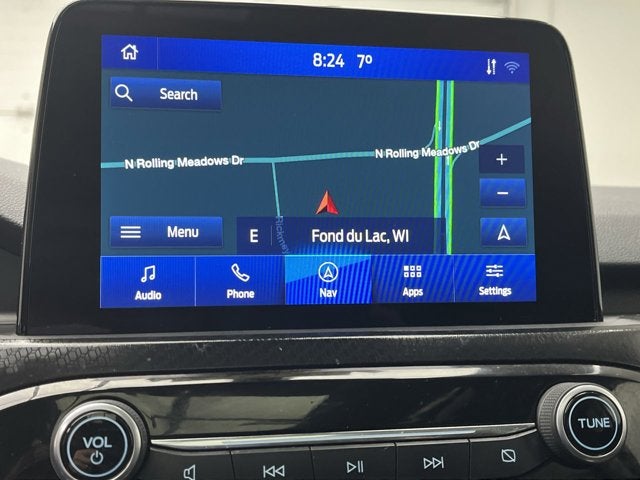 8:24 7º
Search
N Rolling Meadows Dr
N Rolling Meadows Dr
+
−
Menu
E
Fond du Lac, WI
Audio
Phone
Nav
Apps
Settings
VOL
TUNE